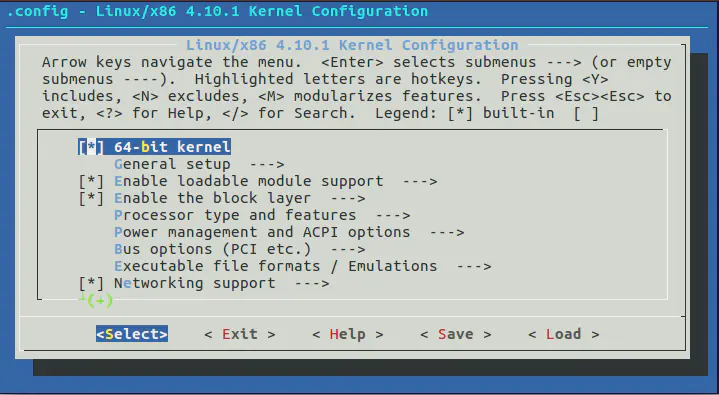 .config - Linux/x86 4.10.1 Kernel Configuration
Linux/x86 4.10.1 Kernel Configuration
Arrow keys navigate the menu.  <Enter> selects submenus ---> (or empty
submenus ----).  Highlighted letters are hotkeys.  Pressing <Y>
includes, <N> excludes, <M> modularizes features.  Press <Esc><Esc> to
exit, <?> for Help, </> for Search.  Legend: [*] built-in  [ ]
[*] 64-bit kernel
General setup  --->
[*] Enable loadable module support  --->
[*] Enable the block layer  --->
Processor type and features  --->
Power management and ACPI options  --->
Bus options (PCI etc.)  --->
Executable file formats / Emulations  --->
[*] Networking support  --->
┴(+)
<Select>    < Exit >    < Help >    < Save >    < Load >